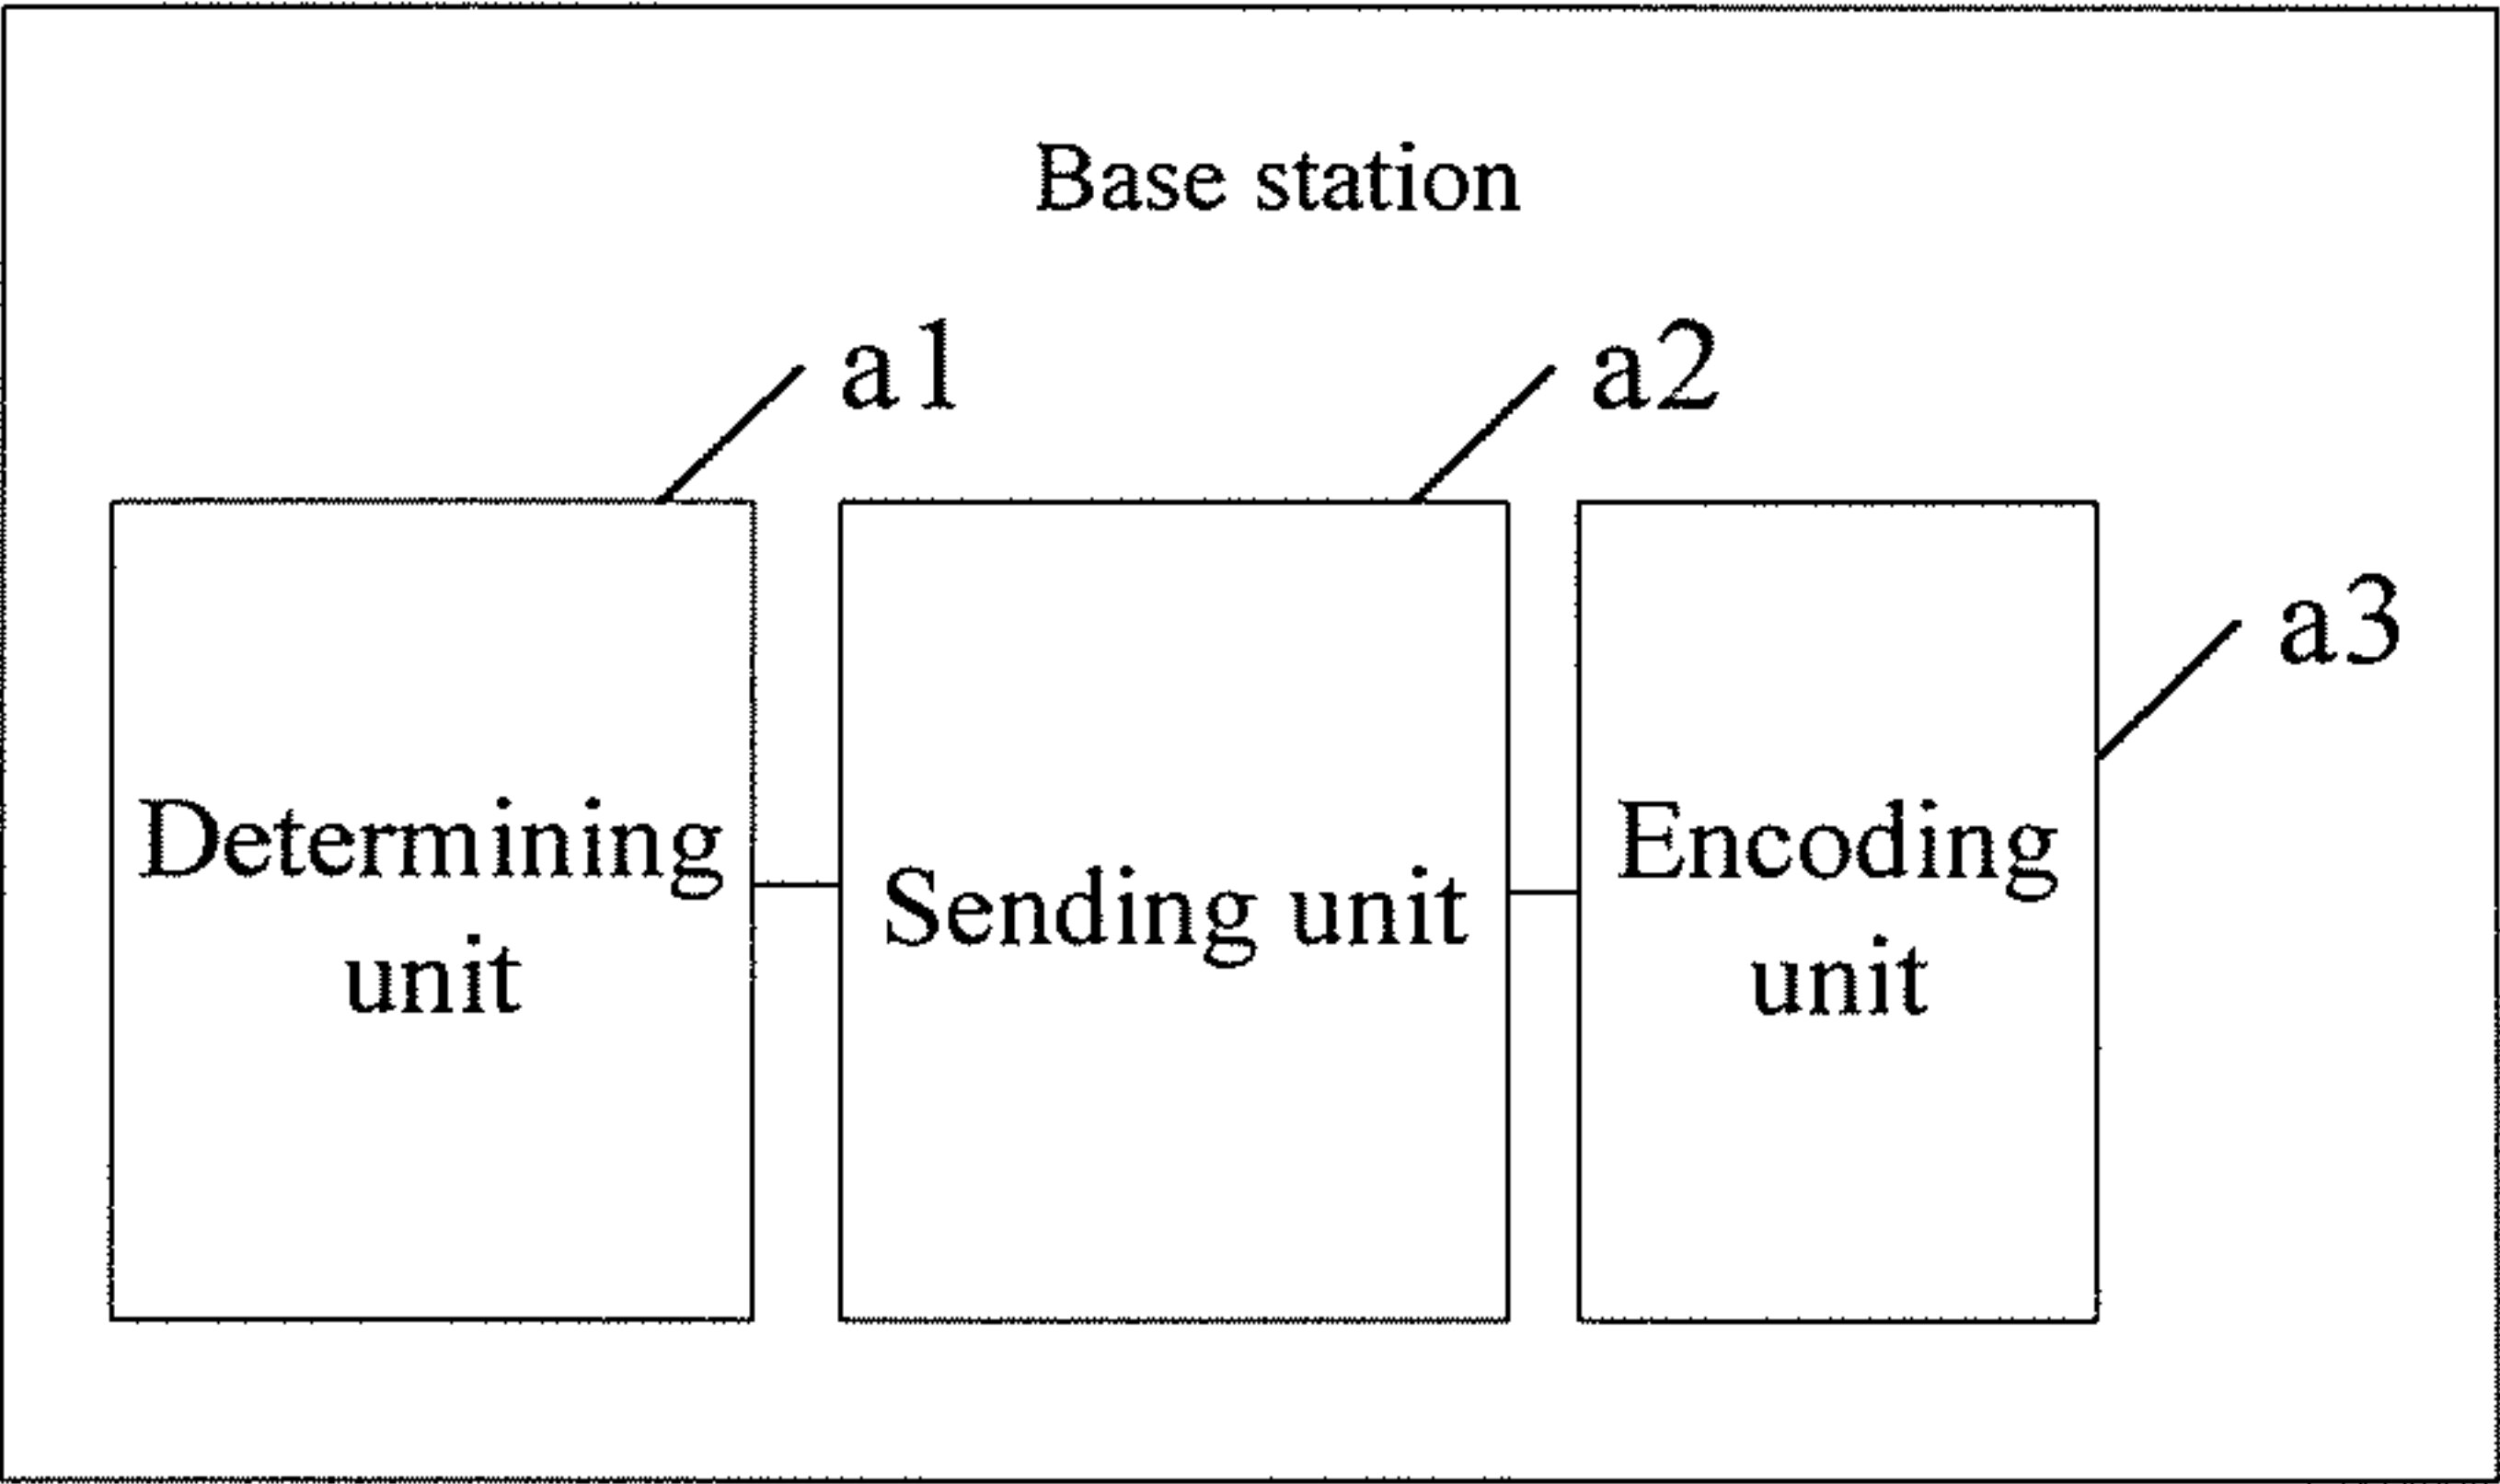 Base station
a1
a2
a3
Determining
unit
Sending unit
Encoding
unit